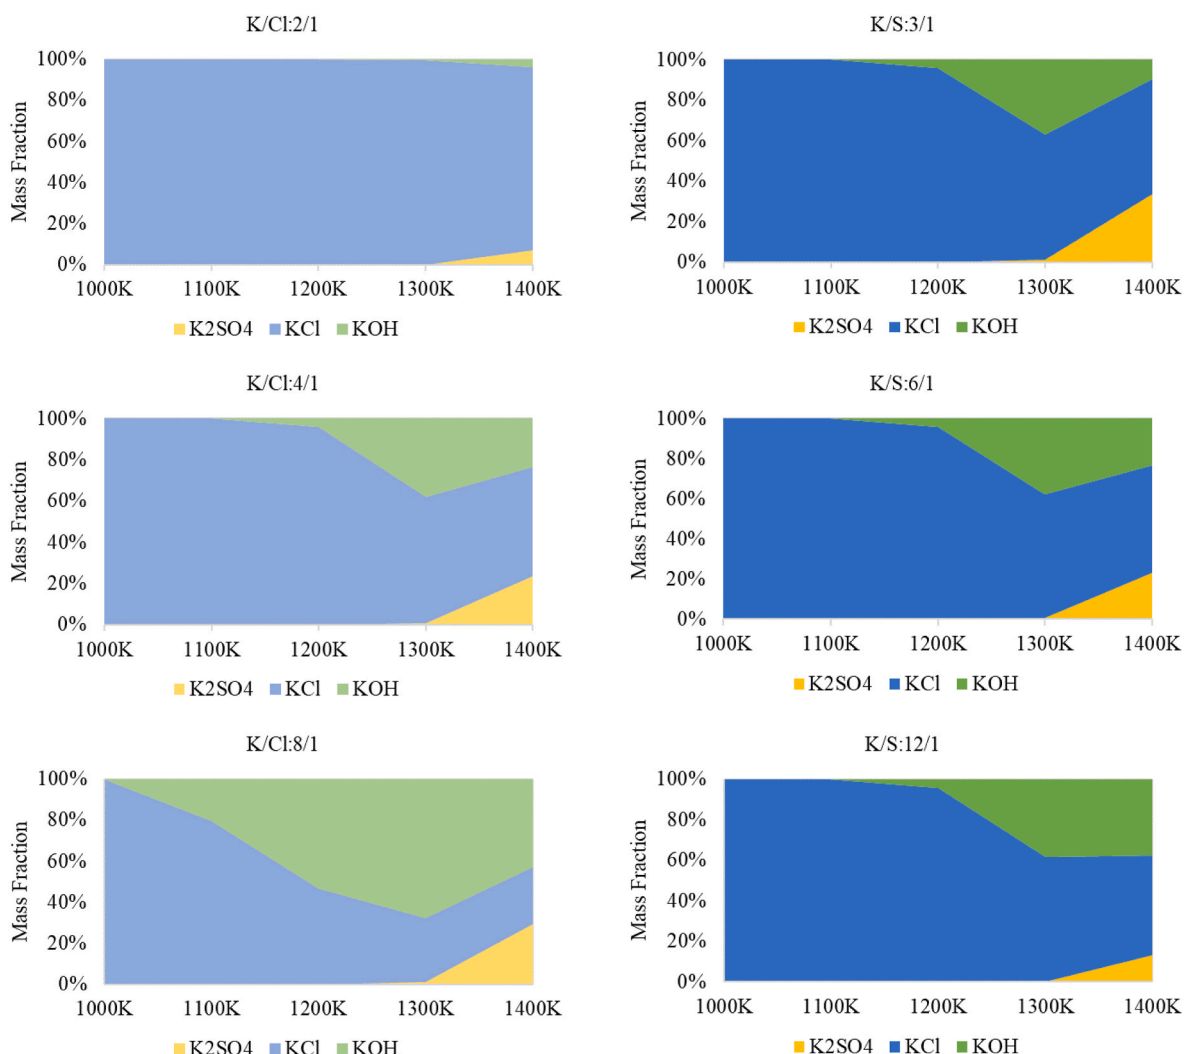 K/Cl:2/1
100%
80%
60%
40%
20%
0%
Mass Fraction
1000K 1100K 1200K 1300K 1400K
K2SO4 KCl KOH
K/S:3/1
100%
80%
60%
40%
20%
0%
Mass Fraction
1000K 1100K 1200K 1300K 1400K
K2SO4 KCl KOH
K/Cl:4/1
100%
80%
60%
40%
20%
0%
Mass Fraction
1000K 1100K 1200K 1300K 1400K
K2SO4 KCl KOH
K/S:6/1
100%
80%
60%
40%
20%
0%
Mass Fraction
1000K 1100K 1200K 1300K 1400K
K2SO4 KCl KOH
K/Cl:8/1
100%
80%
60%
40%
20%
0%
Mass Fraction
1000K 1100K 1200K 1300K 1400K
K2SO4 KCl KOH
K/S:12/1
100%
80%
60%
40%
20%
0%
Mass Fraction
1000K 1100K 1200K 1300K 1400K
K2SO4 KCl KOH